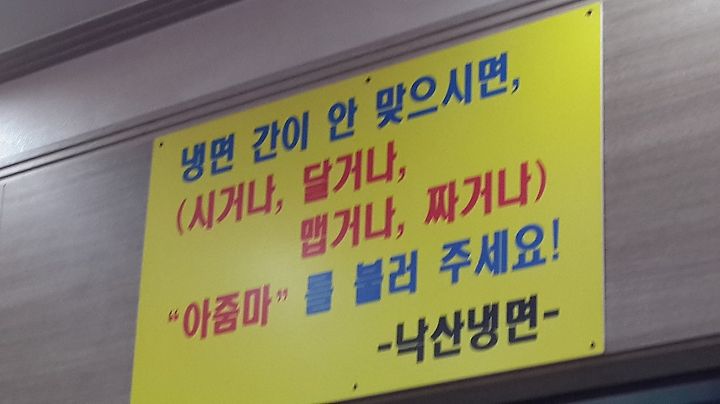 냉면 간이 안 맞으시면,
(시거나, 달거나,
맵거나, 짜거나)
"아줌마"를 불러 주세요!
-낙산냉면-